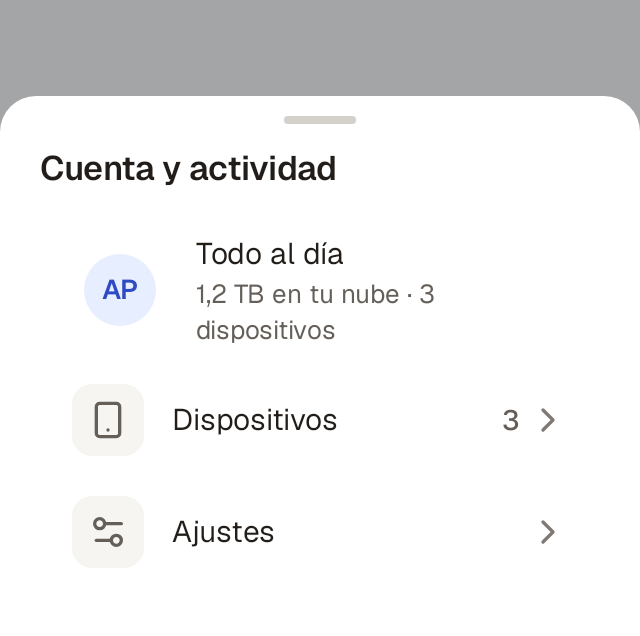 Cuenta y actividad
AP
Todo al día
1,2 TB en tu nube · 3
dispositivos
Dispositivos 3
Ajustes